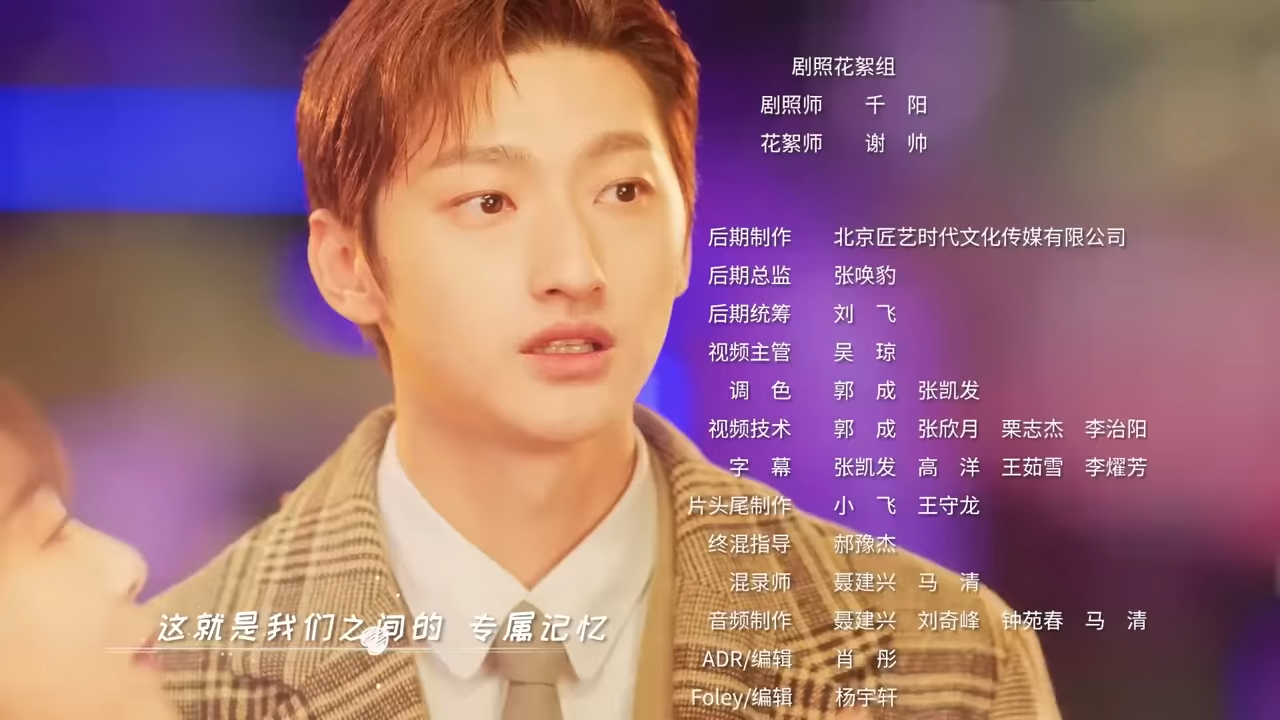 剧照花絮组
剧照师 千 阳
花絮师 谢 帅
后期制作 北京匠艺时代文化传媒有限公司
后期总监 张唤豹
后期统筹 刘 飞
视频主管 吴 琼
调 色 郭 成 张凯发
视频技术 郭 成 张欣月 栗志杰 李治阳
字 幕 张凯发 高 洋 王茹雪 李燿芳
片头尾制作 小 飞 王守龙
终混指导 郝豫杰
混录师 聂建兴 马 清
音频制作 聂建兴 刘奇峰 钟苑春 马 清
ADR/编辑 肖 彤
Foley/编辑 杨宇轩
这就是我们之间的 专属记忆